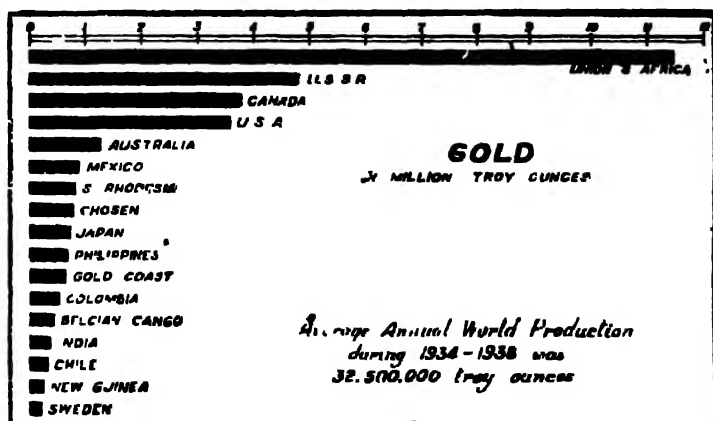 0 1 2 3 4 5 6 7 8 9 10 11 12
UNION S AFRICA
U S S R
CANADA
U S A
AUSTRALIA
MEXICO
S RHODESIA
CHOSEN
JAPAN
PHILIPPINES
GOLD COAST
COLOMBIA
BELGIAN CANGO
INDIA
CHILE
NEW GUINEA
SWEDEN
GOLD
MILLION TROY OUNCES
Average Annual World Production
during 1934-1938 was
32.500,000 troy ounces